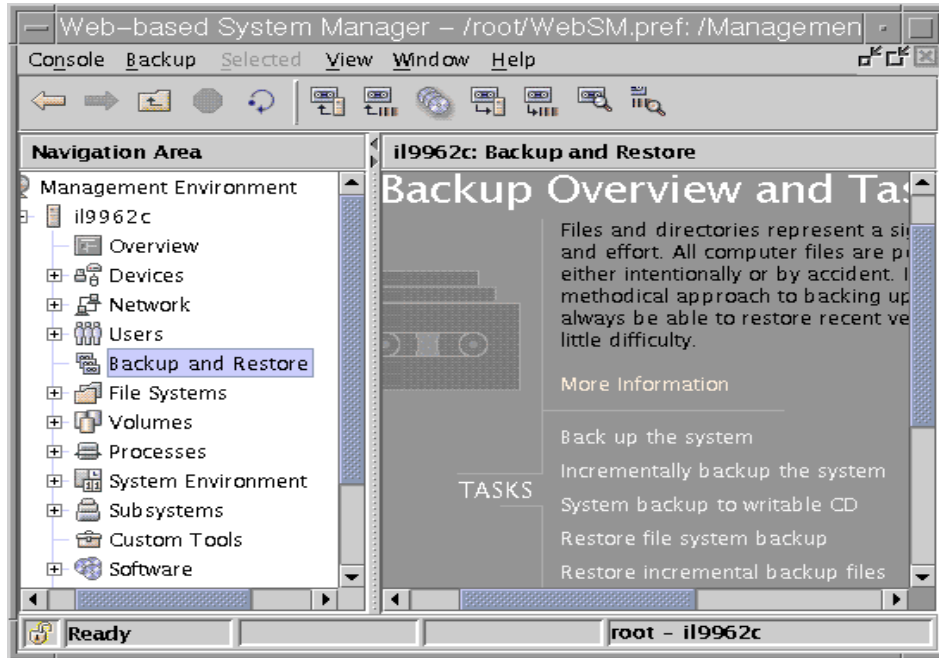 Web-based System Manager - /root/WebSM.pref: /Managemen
Console Backup Selected View Window Help
Navigation Area
Management Environment
il9962c
Overview
Devices
Network
Users
Backup and Restore
File Systems
Volumes
Processes
System Environment
Subsystems
Custom Tools
Software
il9962c: Backup and Restore
Backup Overview and Tas
Files and directories represent a si
and effort. All computer files are p
either intentionally or by accident. I
methodical approach to backing up
always be able to restore recent ve
little difficulty.
More Information
TASKS
Back up the system
Incrementally backup the system
System backup to writable CD
Restore file system backup
Restore incremental backup files
Ready
root - il9962c